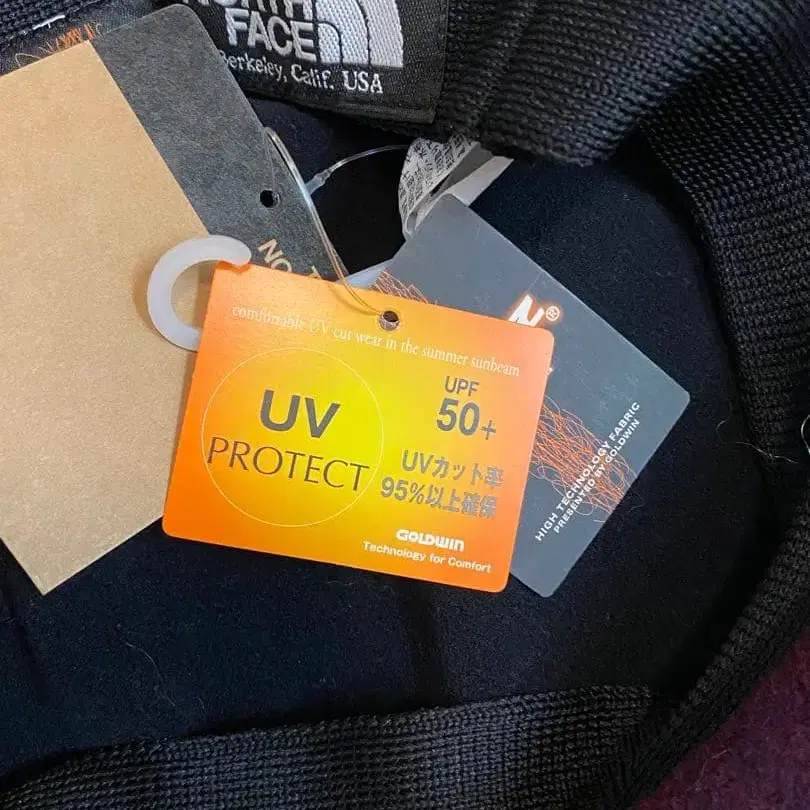 NORTH
FACE
Berkeley, Calif. USA
comfortable UV cut wear in the summer sunbeam
UV
PROTECT
UPF
50+
UVカット率
95%以上確保
GOLDWIN
Technology for Comfort
N®
HIGH TECHNOLOGY FABRIC
PRESENTED BY GOLDWIN